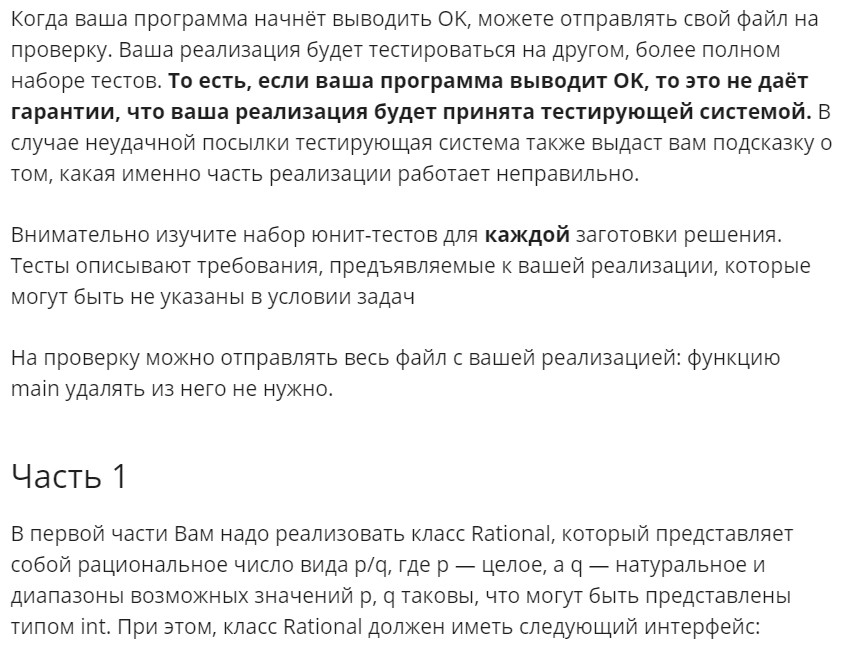 Когда ваша программа начнёт выводить OK, можете отправлять свой файл на
проверку. Ваша реализация будет тестироваться на другом, более полном
наборе тестов. То есть, если ваша программа выводит OK, то это не даёт
гарантии, что ваша реализация будет принята тестирующей системой. В
случае неудачной посылки тестирующая система также выдаст вам подсказку о
том, какая именно часть реализации работает неправильно.
Внимательно изучите набор юнит-тестов для каждой заготовки решения.
Тесты описывают требования, предъявляемые к вашей реализации, которые
могут быть не указаны в условии задач
На проверку можно отправлять весь файл с вашей реализацией: функцию
main удалять из него не нужно.
Часть 1
В первой части Вам надо реализовать класс Rational, который представляет
собой рациональное число вида p/q, где p — целое, а q — натуральное и
диапазоны возможных значений p, q таковы, что могут быть представлены
типом int. При этом, класс Rational должен иметь следующий интерфейс: